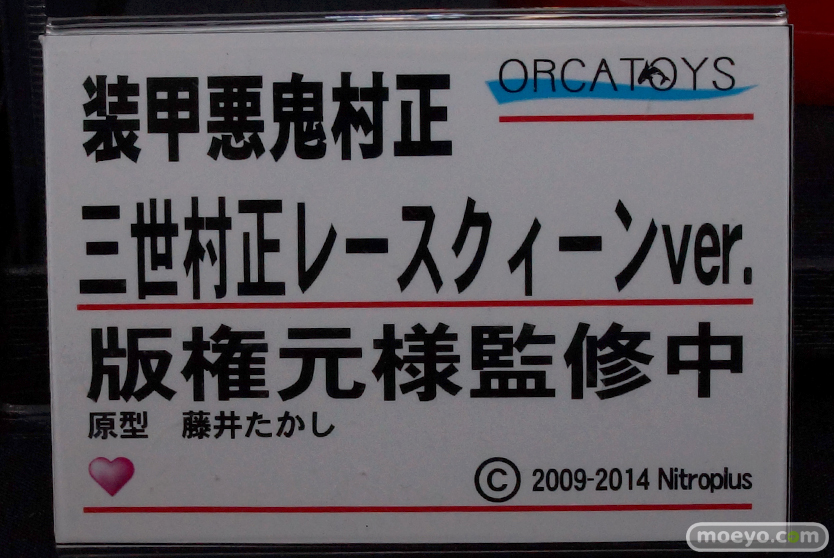 ORCATOYS
装甲悪鬼村正
三世村正レースクィーンver.
版権元様監修中
原型　藤井たかし
© 2009-2014 Nitroplus
moeyo.com